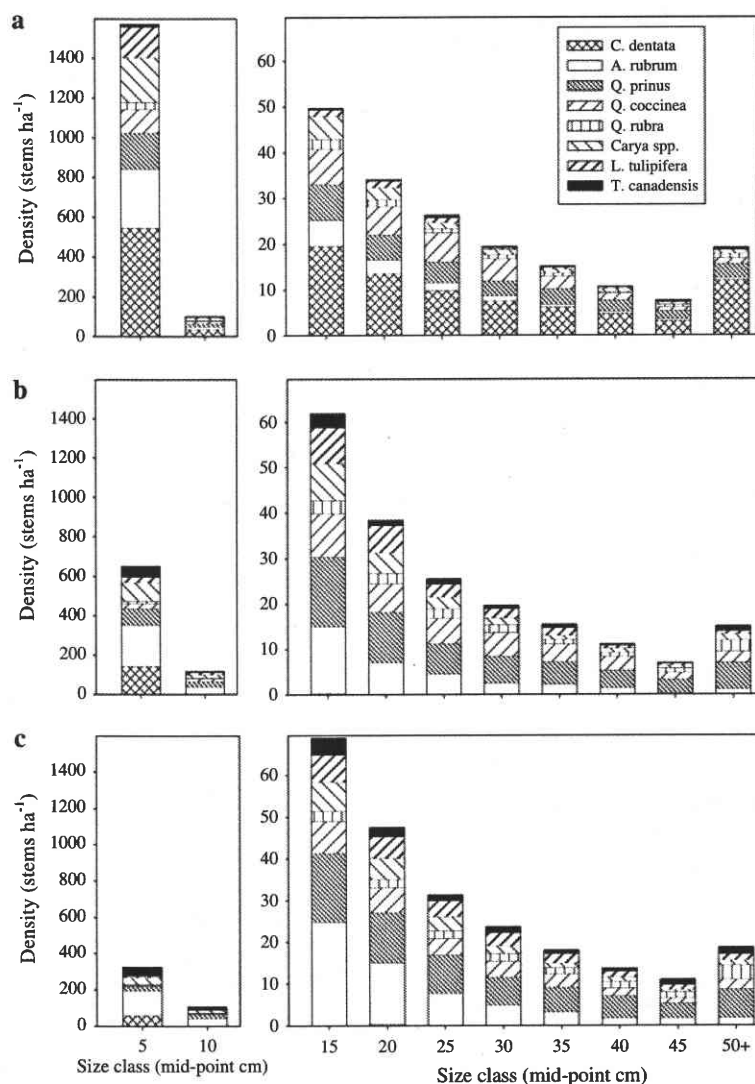 a
1400
1200
1000
800
600
400
200
0
Density (stems ha-1)
60
50
40
30
20
10
0
C. dentata
A. rubrum
Q. prinus
Q. coccinea
Q. rubra
Carya spp.
L. tulipifera
T. canadensis
b
1400
1200
1000
800
600
400
200
0
Density (stems ha-1)
60
50
40
30
20
10
0
c
1400
1200
1000
800
600
400
200
0
Density (stems ha-1)
60
50
40
30
20
10
0
5 10
Size class (mid-point cm)
15 20 25 30 35 40 45 50+
Size class (mid-point cm)